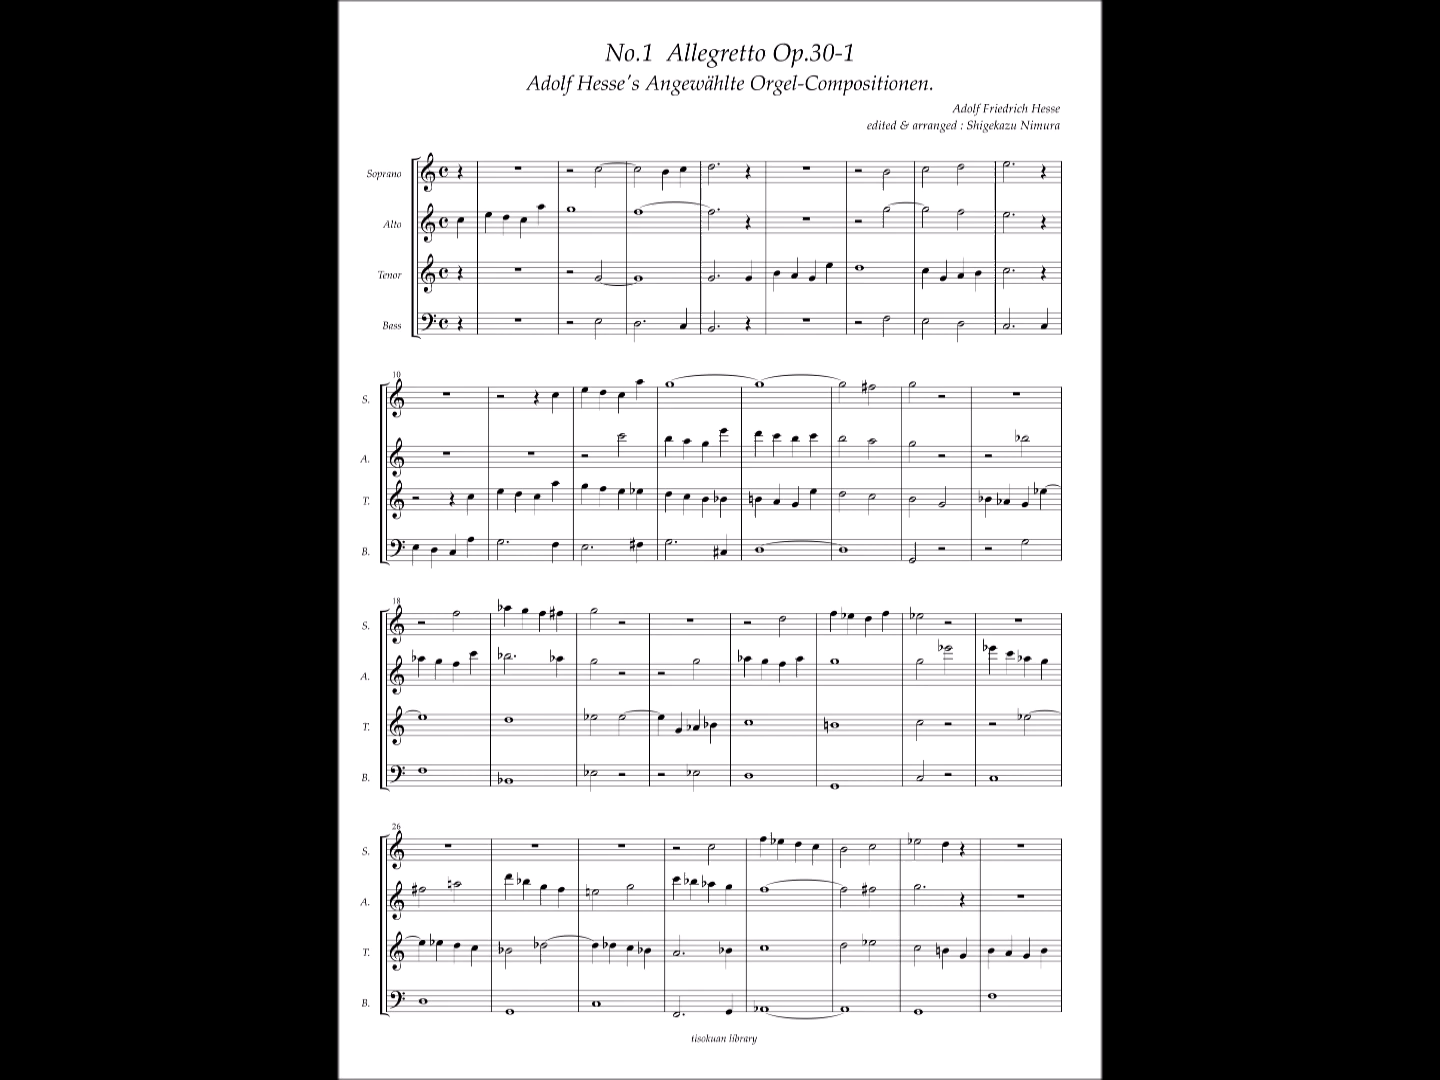 No.1 Allegretto Op.30-1
Adolf Hesse's Angewählte Orgel-Compositionen.
Adolf Friedrich Hesse
edited & arranged : Shigekazu Nimura
Soprano
Alto
Tenor
Bass
10
S.
A.
T.
B.
18
S.
A.
T.
B.
26
S.
A.
T.
B.
tisokuan library